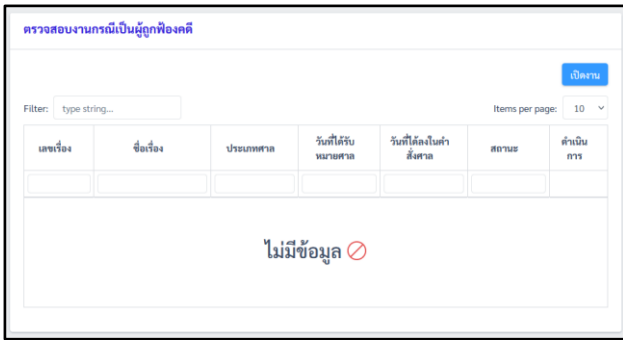 ตรวจสอบงานกรณีเป็นผู้ถูกฟ้องคดี
เปิดงาน
Filter: type string... Items per page: 10
เลขเรื่อง ชื่อเรื่อง ประเภทศาล วันที่ได้รับ วันที่ได้ลงในคำ สถานะ ดำเนิน
หมายศาล สั่งศาล การ
ไม่มีข้อมูล